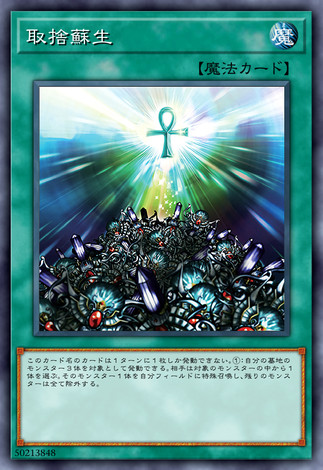 取捨蘇生
魔
【魔法カード】
このカード名のカードは1ターンに1枚しか発動できない。①:自分の墓地の
モンスター3体を対象として発動できる。相手は対象のモンスターの中から1
体を選ぶ。そのモンスター1体を自分フィールドに特殊召喚し、残りのモンス
ターは全て除外する。
50213848